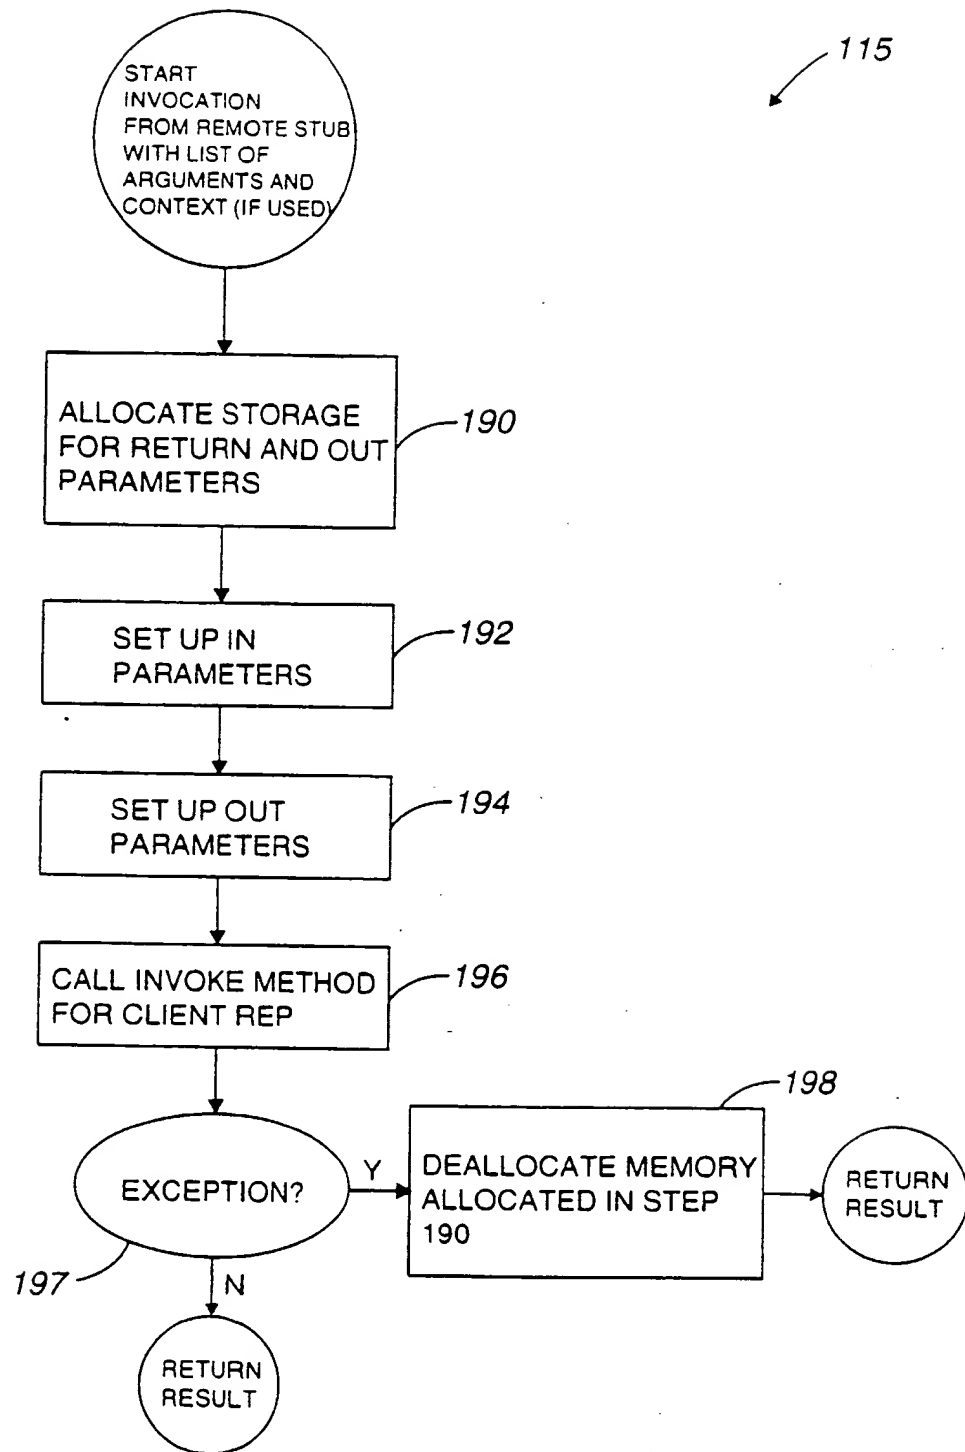 115
START
INVOCATION
FROM REMOTE STUB
WITH LIST OF
ARGUMENTS AND
CONTEXT (IF USED)
ALLOCATE STORAGE
FOR RETURN AND OUT
PARAMETERS
190
SET UP IN
PARAMETERS
192
SET UP OUT
PARAMETERS
194
CALL INVOKE METHOD
FOR CLIENT REP
196
EXCEPTION?
197
Y
N
DEALLOCATE MEMORY
ALLOCATED IN STEP
190
198
RETURN
RESULT
RETURN
RESULT